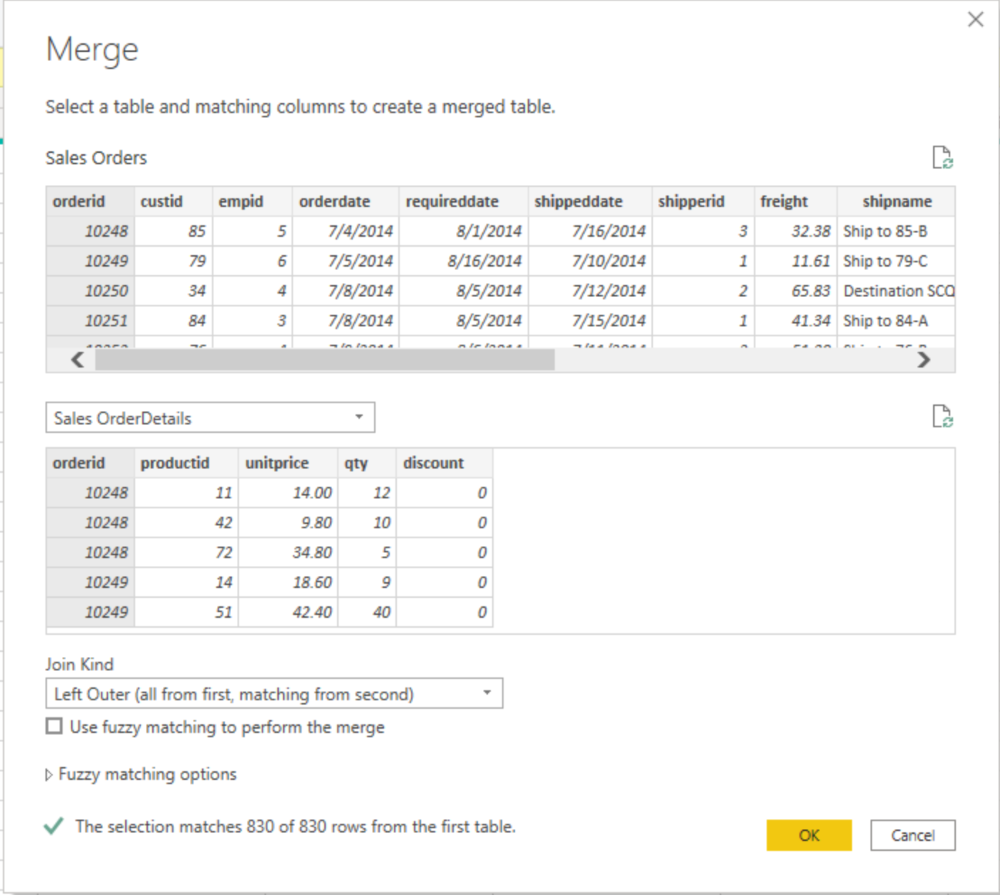 Merge
Select a table and matching columns to create a merged table.
Sales Orders
orderid custid empid orderdate requireddate shippeddate shipperid freight shipname
10248 85 5 7/4/2014 8/1/2014 7/16/2014 3 32.38 Ship to 85-B
10249 79 6 7/5/2014 8/16/2014 7/10/2014 1 11.61 Ship to 79-C
10250 34 4 7/8/2014 8/5/2014 7/12/2014 2 65.83 Destination SCQ
10251 84 3 7/8/2014 8/5/2014 7/15/2014 1 41.34 Ship to 84-A
Sales OrderDetails
orderid productid unitprice qty discount
10248 11 14.00 12 0
10248 42 9.80 10 0
10248 72 34.80 5 0
10249 14 18.60 9 0
10249 51 42.40 40 0
Join Kind
Left Outer (all from first, matching from second)
Use fuzzy matching to perform the merge
Fuzzy matching options
The selection matches 830 of 830 rows from the first table.
OK Cancel